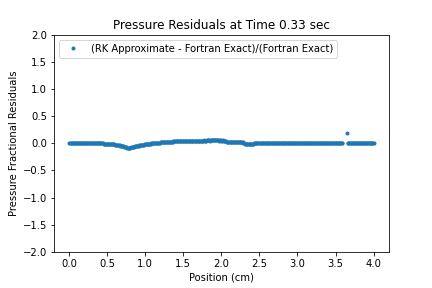 Pressure Residuals at Time 0.33 sec
(RK Approximate - Fortran Exact)/(Fortran Exact)
Pressure Fractional Residuals
2.0
1.5
1.0
0.5
0.0
−0.5
−1.0
−1.5
−2.0
0.0 0.5 1.0 1.5 2.0 2.5 3.0 3.5 4.0
Position (cm)